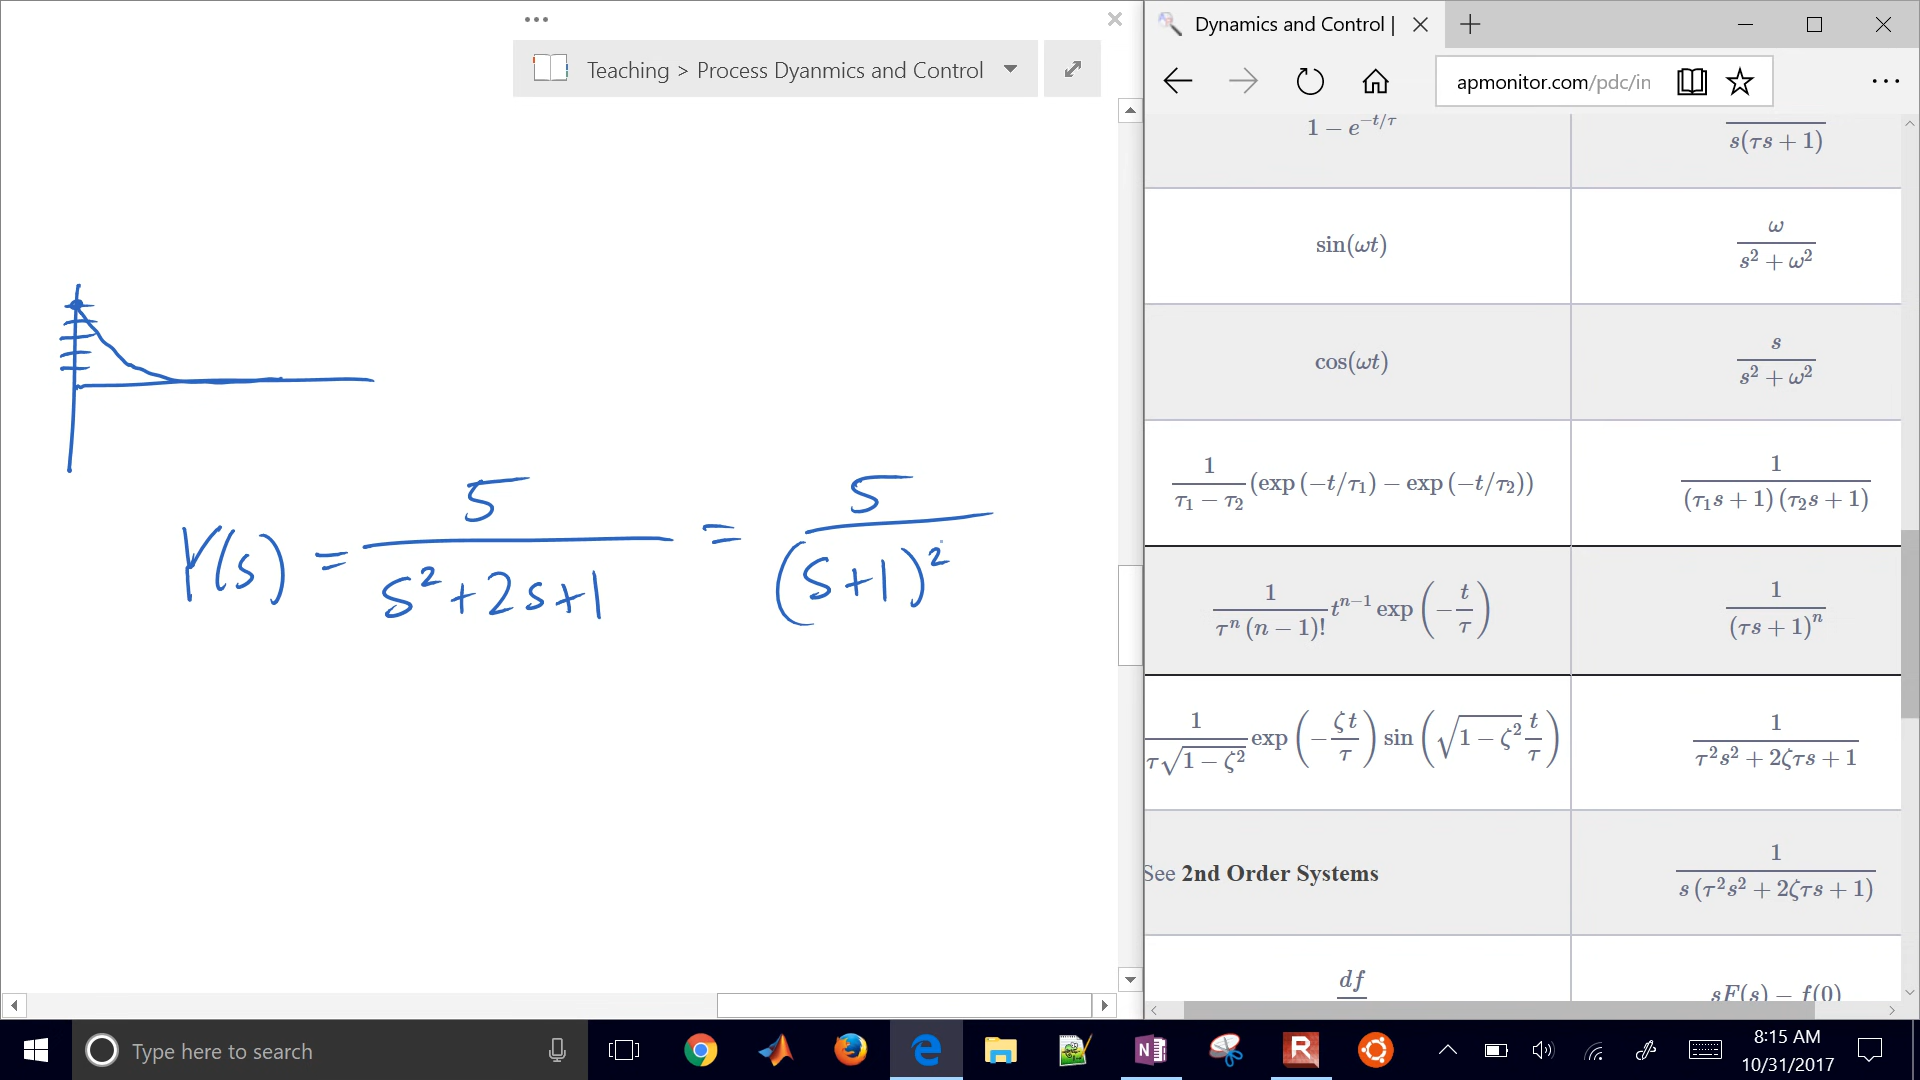 Teaching > Process Dyanmics and Control
Y(s) = 5 / (s² + 2s + 1) = 5 / (s+1)²
Dynamics and Control |
apmonitor.com/pdc/in
1 − e^(−t/τ)    s(τs + 1)
sin(ωt)    ω / (s² + ω²)
cos(ωt)    s / (s² + ω²)
1 / (τ₁ − τ₂) (exp(−t/τ₁) − exp(−t/τ₂))    1 / ((τ₁s + 1)(τ₂s + 1))
1 / (τⁿ(n − 1)!) tⁿ⁻¹ exp(−t/τ)    1 / (τs + 1)ⁿ
1 / (τ√(1 − ζ²)) exp(−ζt/τ) sin(√(1 − ζ²) t/τ)    1 / (τ²s² + 2ζτs + 1)
See 2nd Order Systems    1 / (s(τ²s² + 2ζτs + 1))
df    sF(s) − f(0)
Type here to search
8:15 AM
10/31/2017